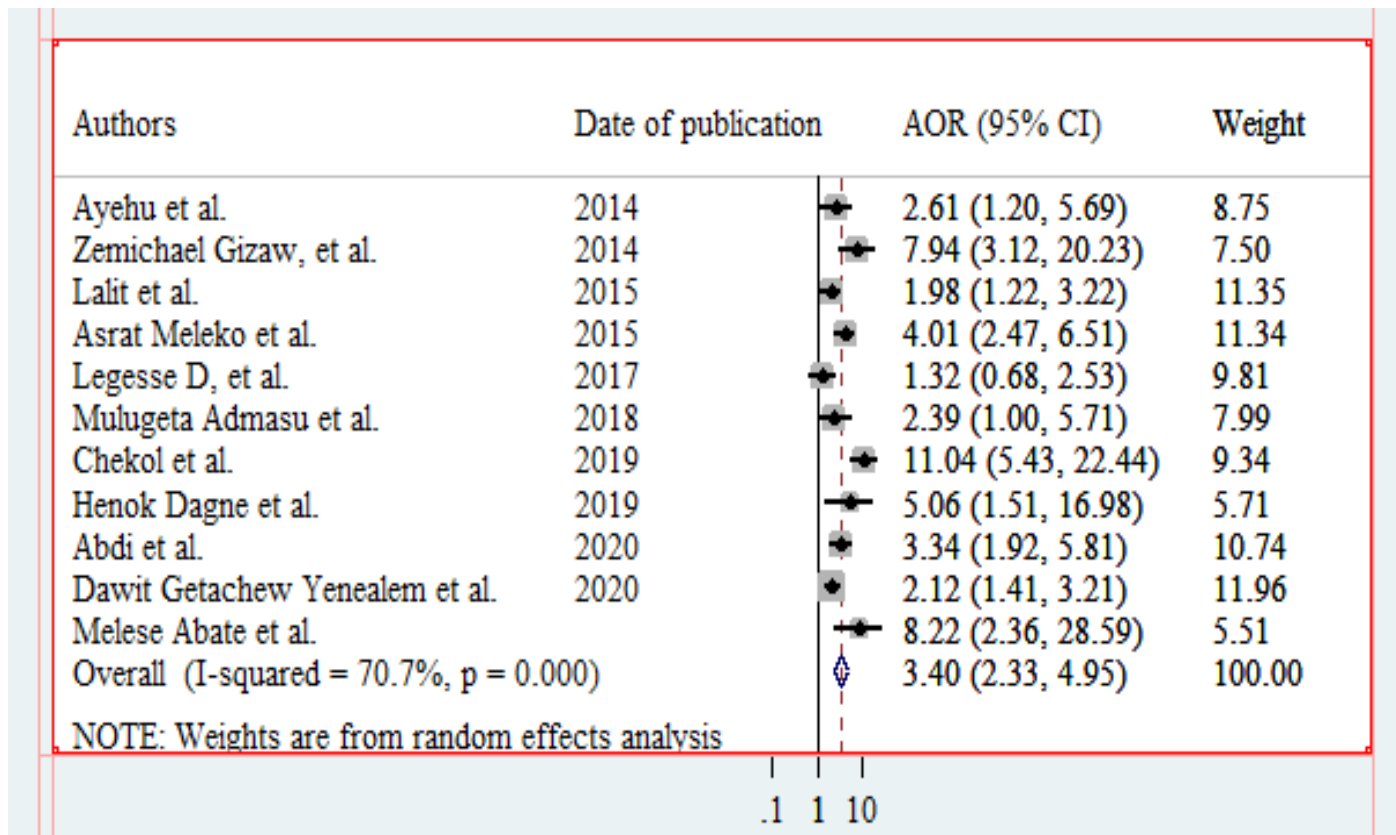 Authors Date of publication AOR (95% CI) Weight
Ayehu et al. 2014 2.61 (1.20, 5.69) 8.75
Zemichael Gizaw, et al. 2014 7.94 (3.12, 20.23) 7.50
Lalit et al. 2015 1.98 (1.22, 3.22) 11.35
Asrat Meleko et al. 2015 4.01 (2.47, 6.51) 11.34
Legesse D, et al. 2017 1.32 (0.68, 2.53) 9.81
Mulugeta Admasu et al. 2018 2.39 (1.00, 5.71) 7.99
Chekol et al. 2019 11.04 (5.43, 22.44) 9.34
Henok Dagne et al. 2019 5.06 (1.51, 16.98) 5.71
Abdi et al. 2020 3.34 (1.92, 5.81) 10.74
Dawit Getachew Yenealem et al. 2020 2.12 (1.41, 3.21) 11.96
Melese Abate et al. 8.22 (2.36, 28.59) 5.51
Overall (I-squared = 70.7%, p = 0.000) 3.40 (2.33, 4.95) 100.00
NOTE: Weights are from random effects analysis
.1 1 10